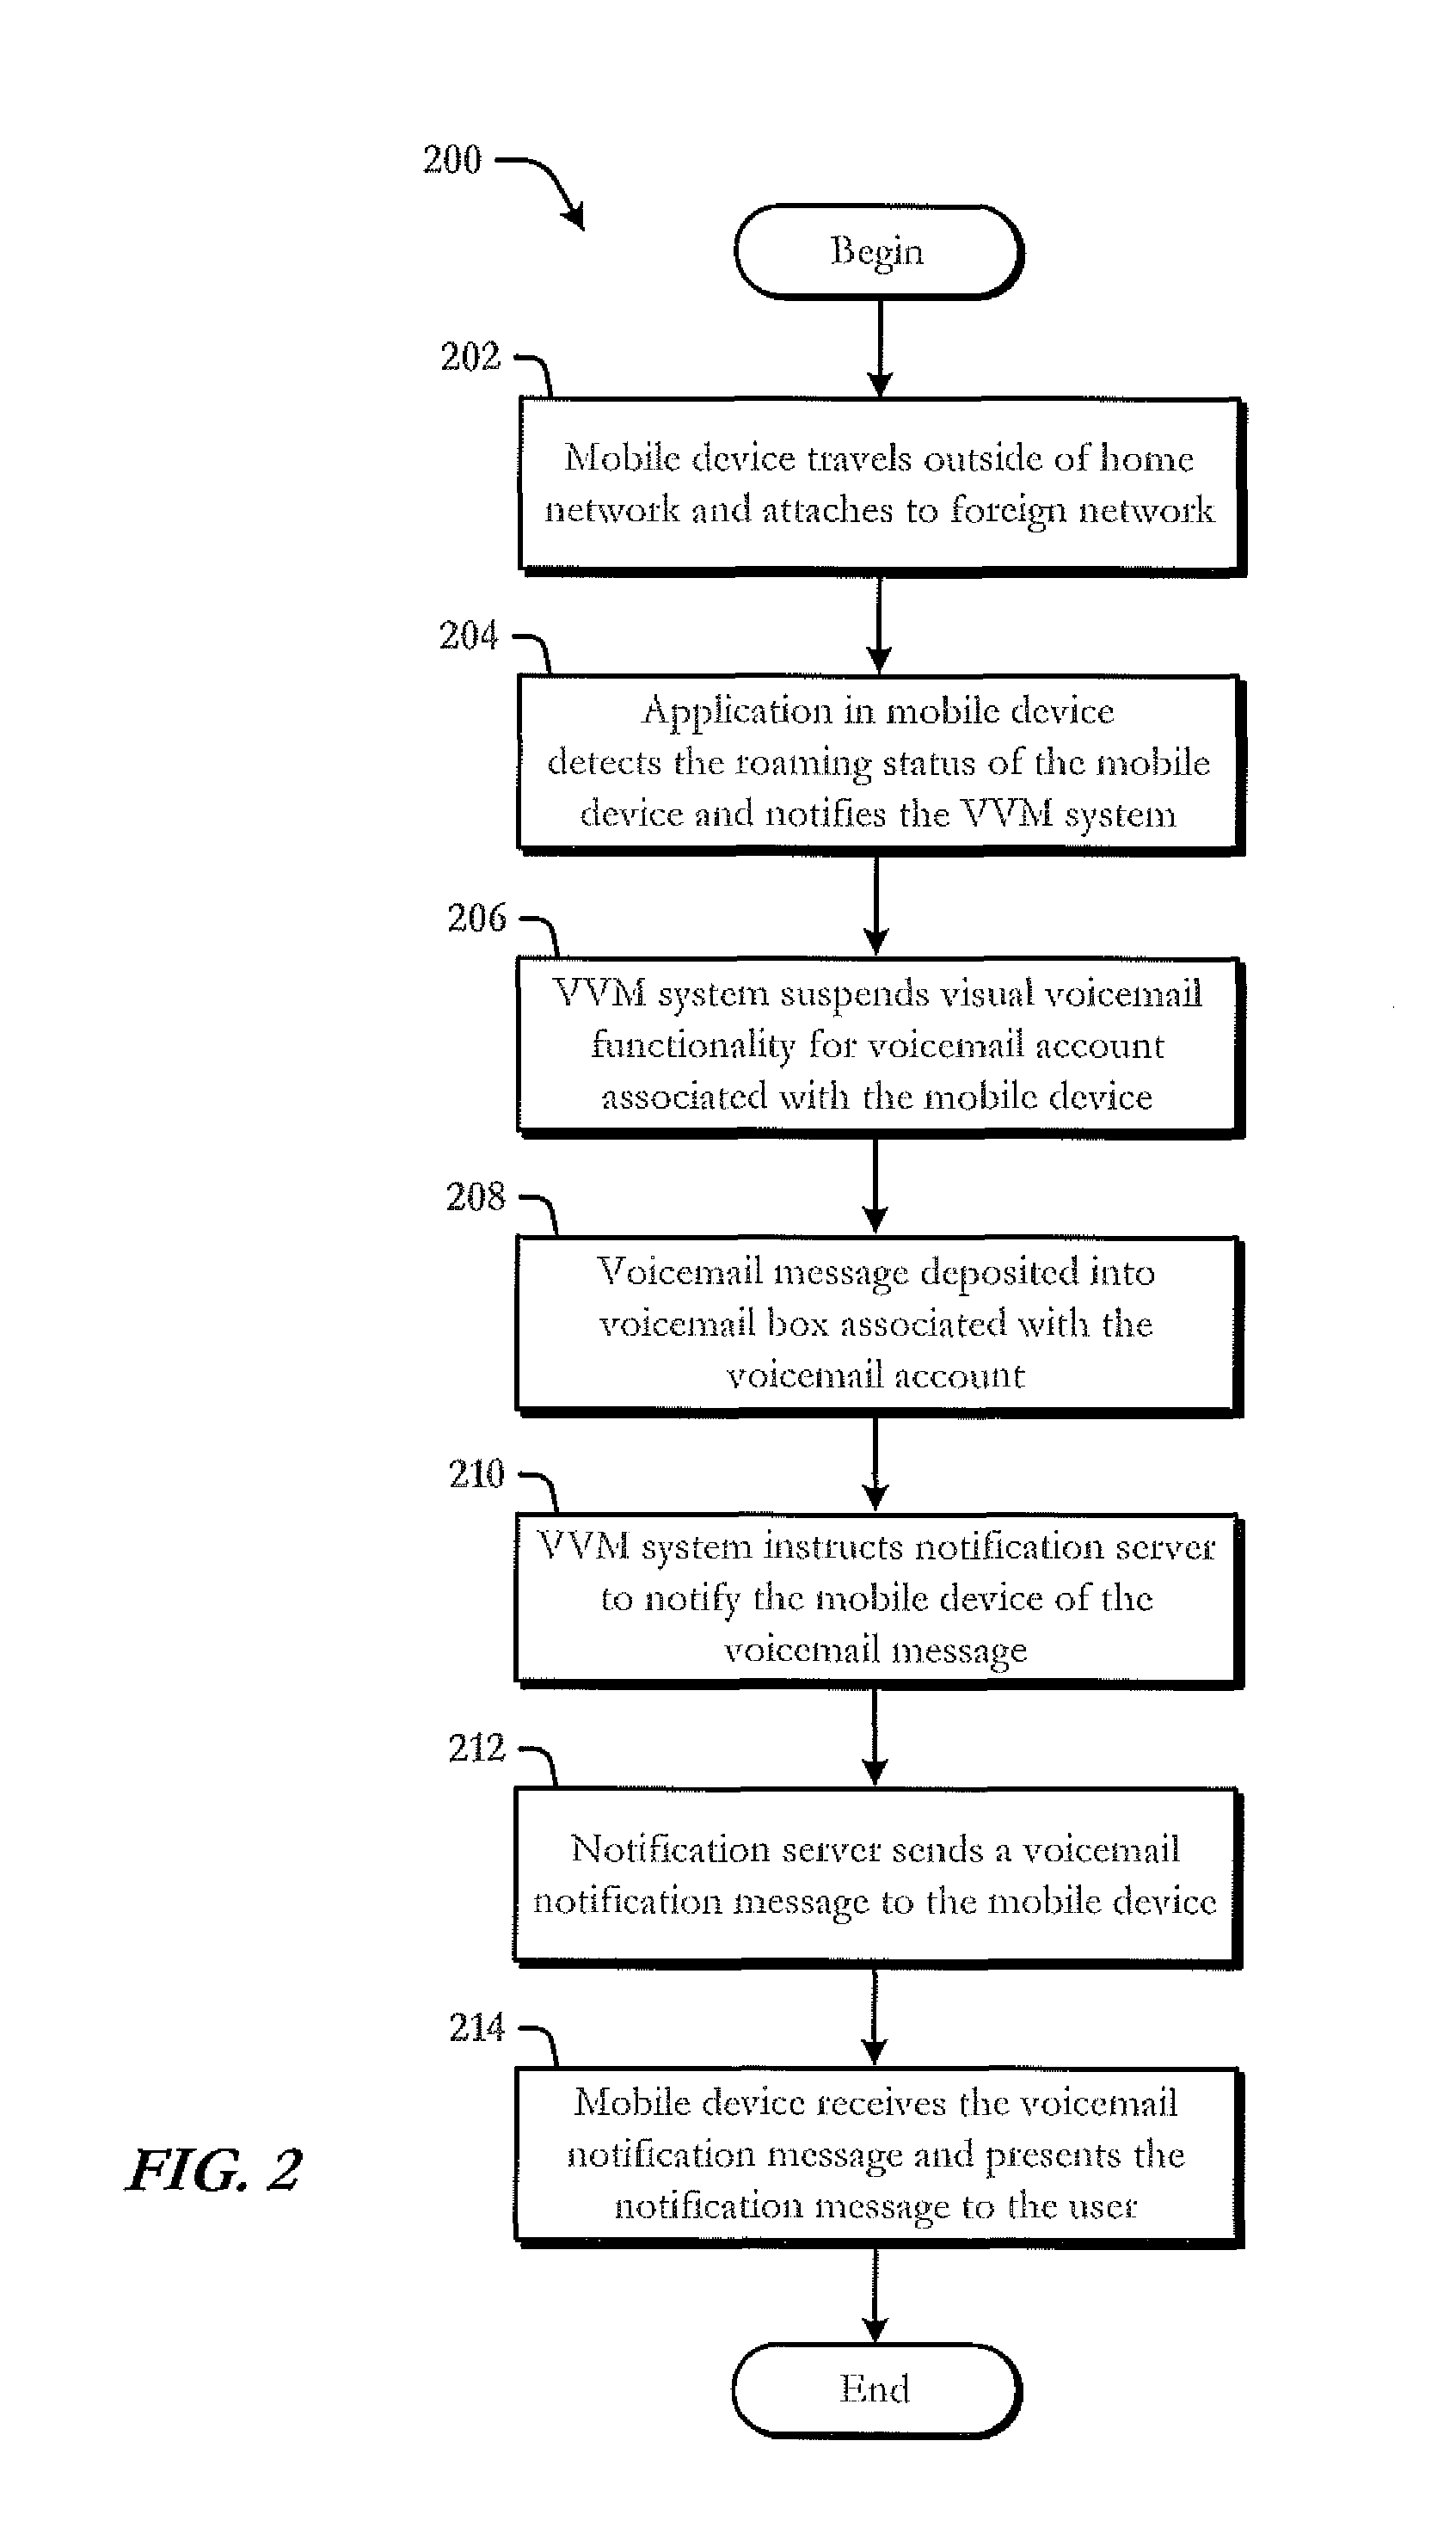 200
Begin
202
Mobile device travels outside of home
network and attaches to foreign network
204
Application in mobile device
detects the roaming status of the mobile
device and notifies the VVM system
206
VVM system suspends visual voicemail
functionality for voicemail account
associated with the mobile device
208
Voicemail message deposited into
voicemail box associated with the
voicemail account
210
VVM system instructs notification server
to notify the mobile device of the
voicemail message
212
Notification server sends a voicemail
notification message to the mobile device
214
Mobile device receives the voicemail
notification message and presents the
notification message to the user
FIG. 2
End